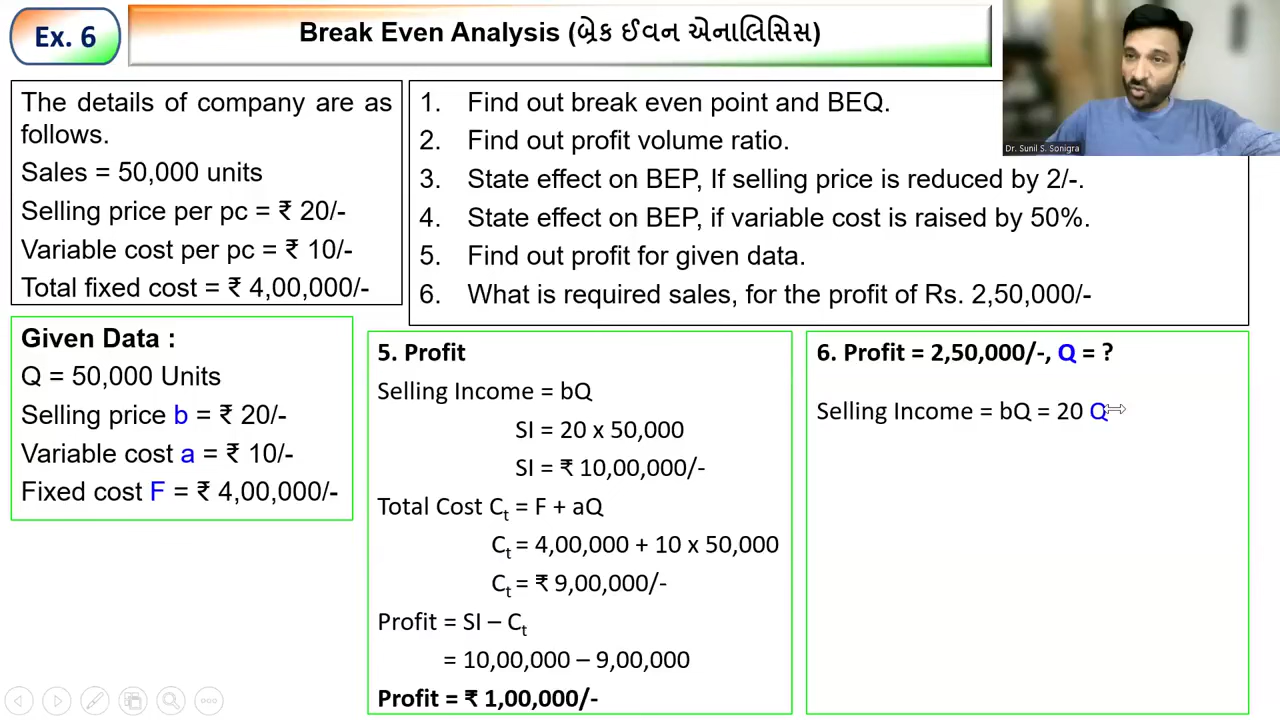 Ex. 6
Break Even Analysis (બ્રેક ઈવન એનાલિસિસ)
The details of company are as
follows.
Sales = 50,000 units
Selling price per pc = ₹ 20/-
Variable cost per pc = ₹ 10/-
Total fixed cost = ₹ 4,00,000/-
1. Find out break even point and BEQ.
2. Find out profit volume ratio.
3. State effect on BEP, If selling price is reduced by 2/-.
4. State effect on BEP, if variable cost is raised by 50%.
5. Find out profit for given data.
6. What is required sales, for the profit of Rs. 2,50,000/-
Dr. Sunil S. Sonigra
Given Data :
Q = 50,000 Units
Selling price b = ₹ 20/-
Variable cost a = ₹ 10/-
Fixed cost F = ₹ 4,00,000/-
5. Profit
Selling Income = bQ
SI = 20 x 50,000
SI = ₹ 10,00,000/-
Total Cost Ct = F + aQ
Ct = 4,00,000 + 10 x 50,000
Ct = ₹ 9,00,000/-
Profit = SI – Ct
= 10,00,000 – 9,00,000
Profit = ₹ 1,00,000/-
6. Profit = 2,50,000/-, Q = ?
Selling Income = bQ = 20 Q